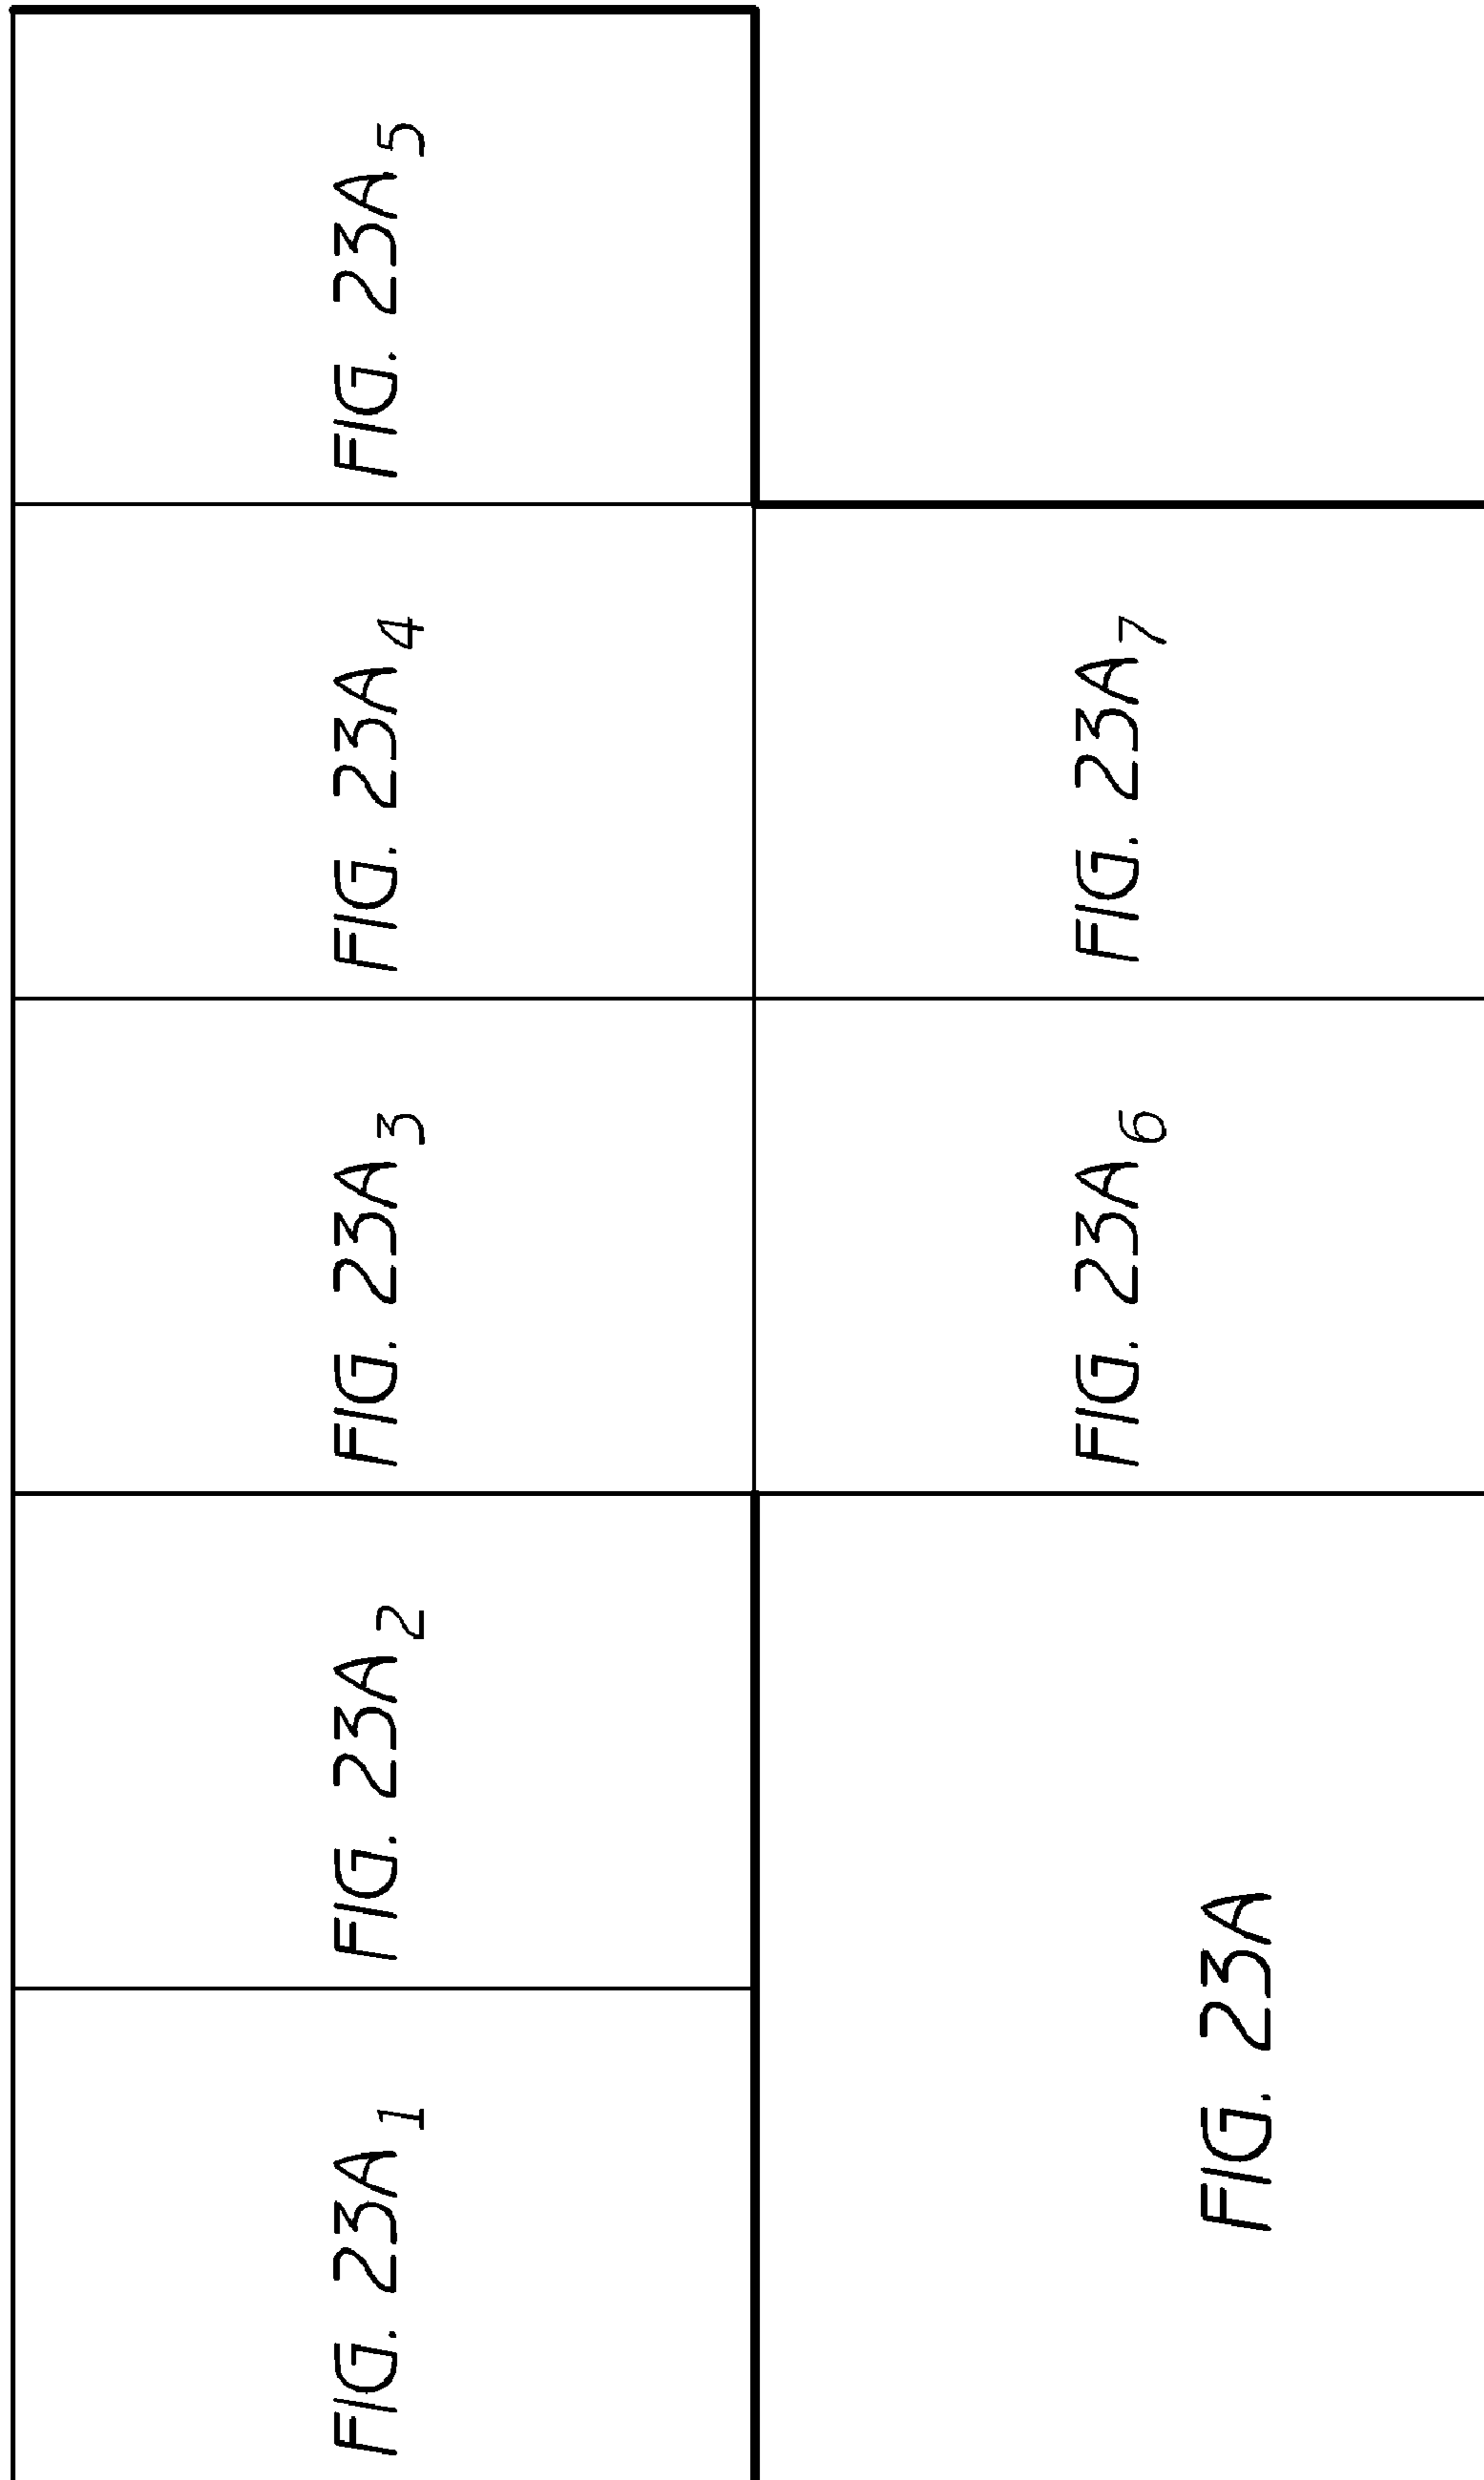 FIG. 23A₁
FIG. 23A₂
FIG. 23A₃
FIG. 23A₄
FIG. 23A₅
FIG. 23A₆
FIG. 23A₇
FIG. 23A